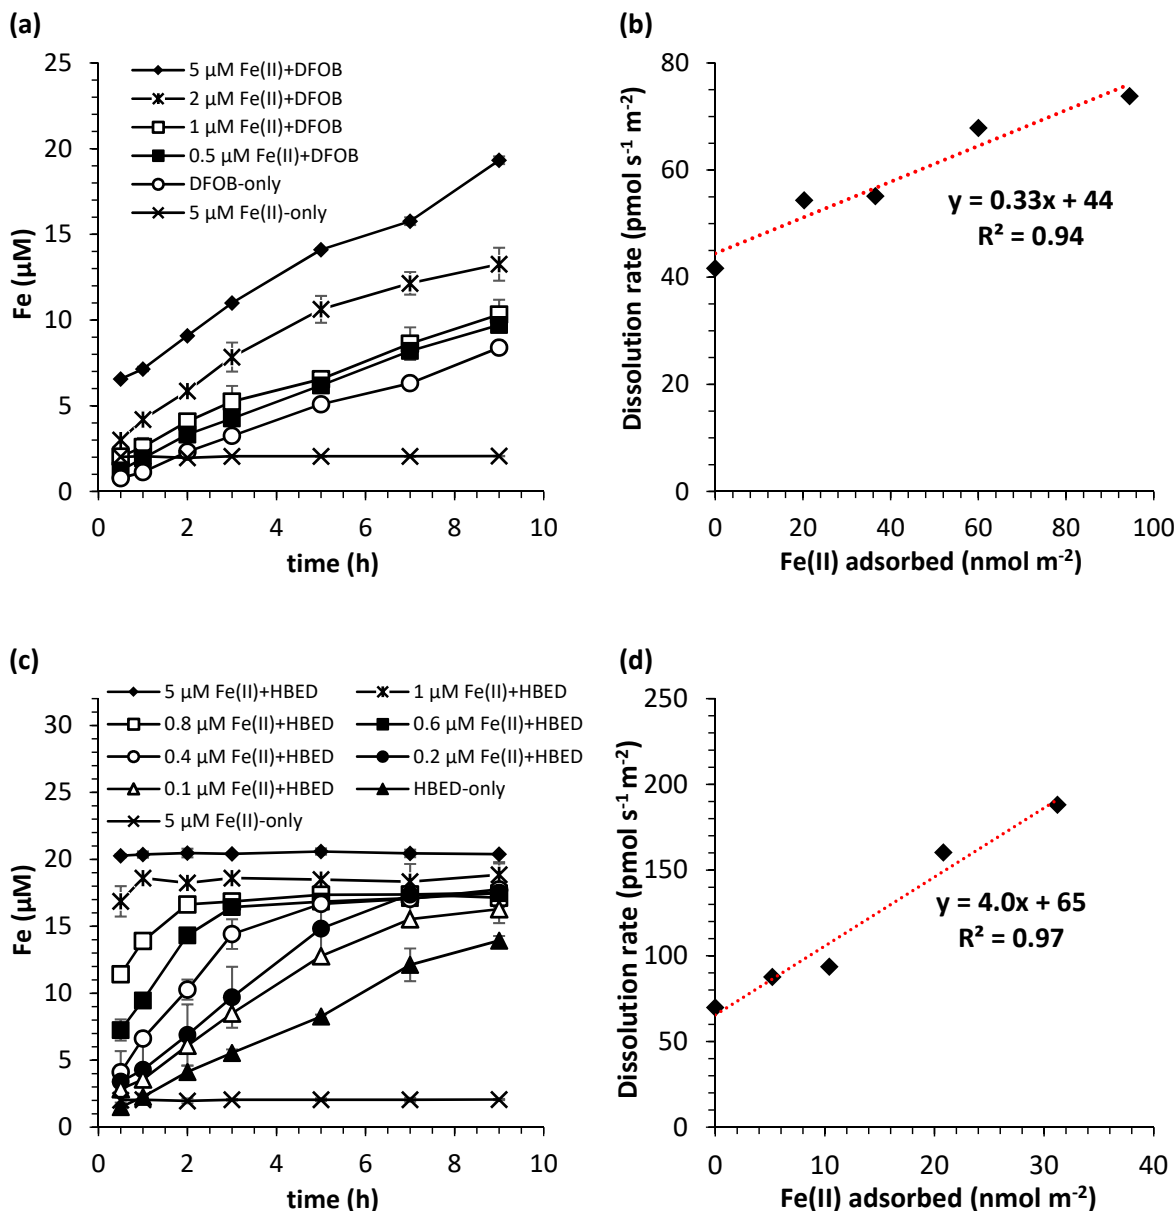 (a)
25
20
15
10
5
0
Fe (µM)
5 µM Fe(II)+DFOB
2 µM Fe(II)+DFOB
1 µM Fe(II)+DFOB
0.5 µM Fe(II)+DFOB
DFOB-only
5 µM Fe(II)-only
0 2 4 6 8 10
time (h)
(b)
80
60
40
20
0
Dissolution rate (pmol s⁻¹ m⁻²)
y = 0.33x + 44
R² = 0.94
0 20 40 60 80 100
Fe(II) adsorbed (nmol m⁻²)
(c)
5 µM Fe(II)+HBED 1 µM Fe(II)+HBED
0.8 µM Fe(II)+HBED 0.6 µM Fe(II)+HBED
0.4 µM Fe(II)+HBED 0.2 µM Fe(II)+HBED
0.1 µM Fe(II)+HBED HBED-only
5 µM Fe(II)-only
30
25
20
15
10
5
0
Fe (µM)
0 2 4 6 8 10
time (h)
(d)
250
200
150
100
50
0
Dissolution rate (pmol s⁻¹ m⁻²)
y = 4.0x + 65
R² = 0.97
0 10 20 30 40
Fe(II) adsorbed (nmol m⁻²)